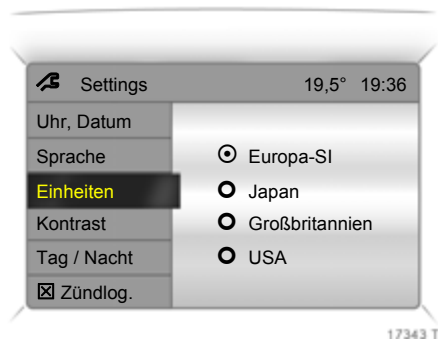 Settings 19,5° 19:36
Uhr, Datum
Sprache
Einheiten
Kontrast
Tag / Nacht
Zündlog.
Europa-SI
Japan
Großbritannien
USA
17343 T